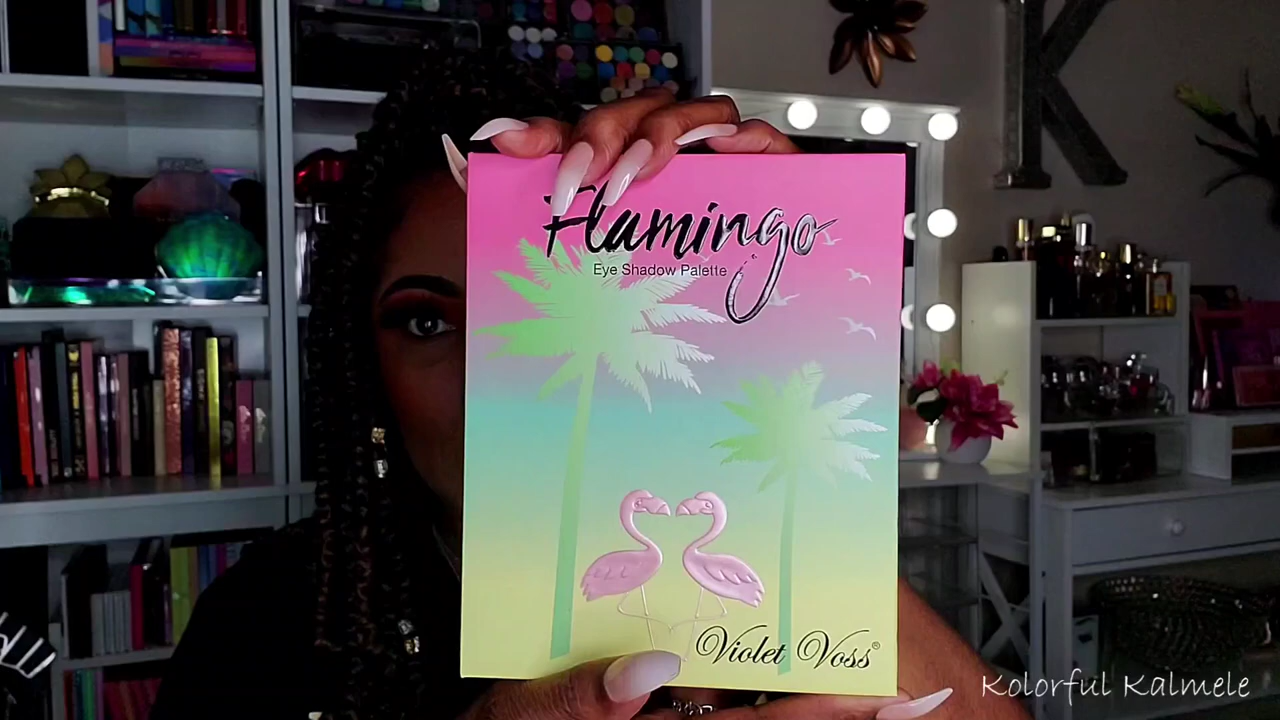 Flamingo
Eye Shadow Palette
Violet Voss®
K
Kolorful Kalmele